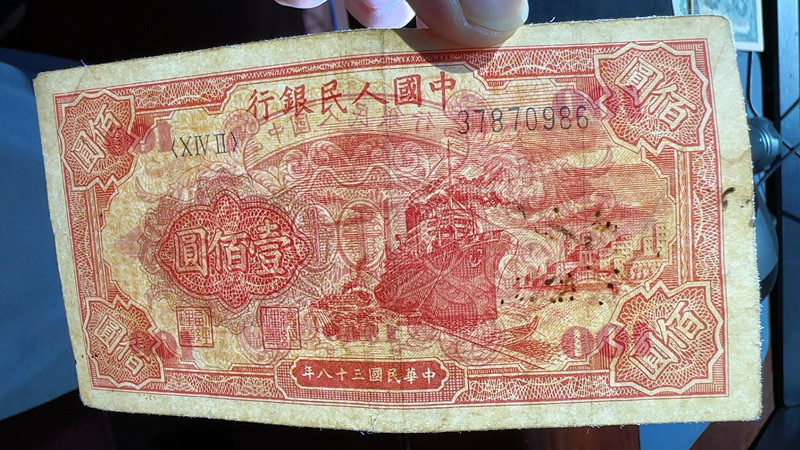 中國人民銀行
佰圓
佰圓
〈XIV II〉
37870986
壹佰圓
佰圓
佰圓
中華民國三十八年